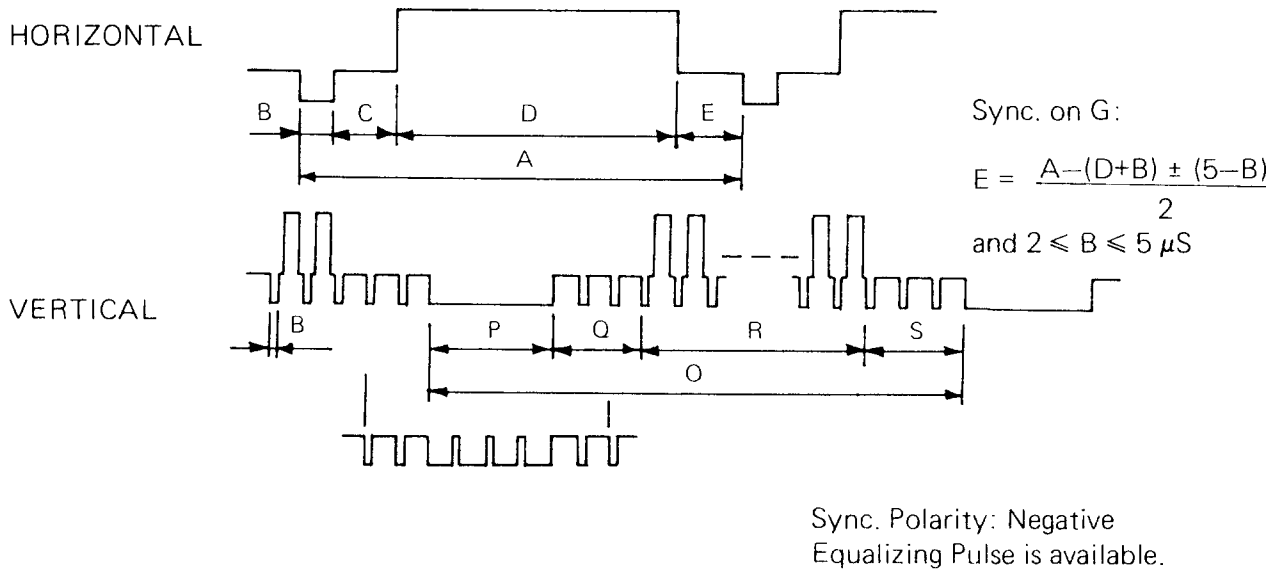 HORIZONTAL
B C D E
A
Sync. on G:
E = A—(D+B) ± (5—B)
2
and 2 ⩽ B ⩽ 5 μS
VERTICAL
B P Q R S
O
Sync. Polarity: Negative
Equalizing Pulse is available.